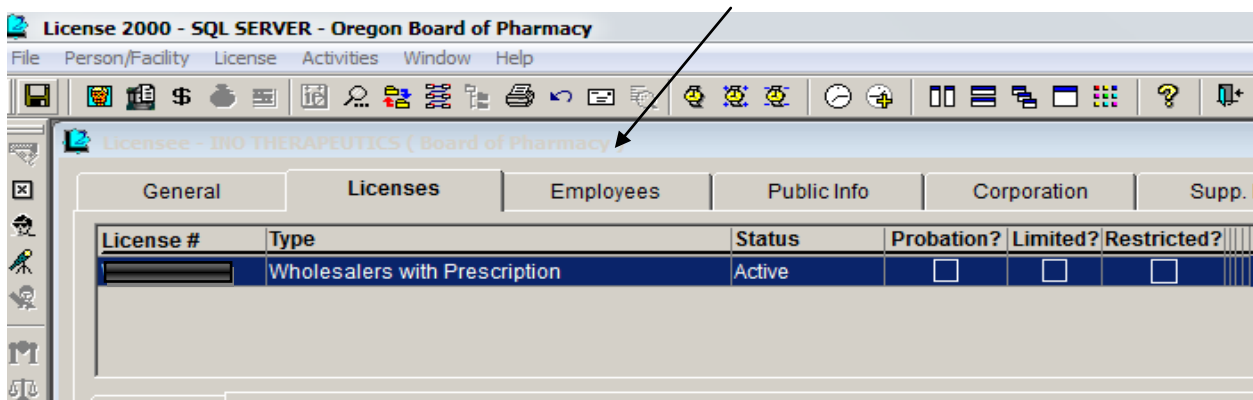 License 2000 - SQL SERVER - Oregon Board of Pharmacy
File Person/Facility License Activities Window Help
Licensee - INO THERAPEUTICS ( Board of Pharmacy )
General Licenses Employees Public Info Corporation Supp.
License # Type Status Probation? Limited? Restricted?
Wholesalers with Prescription Active